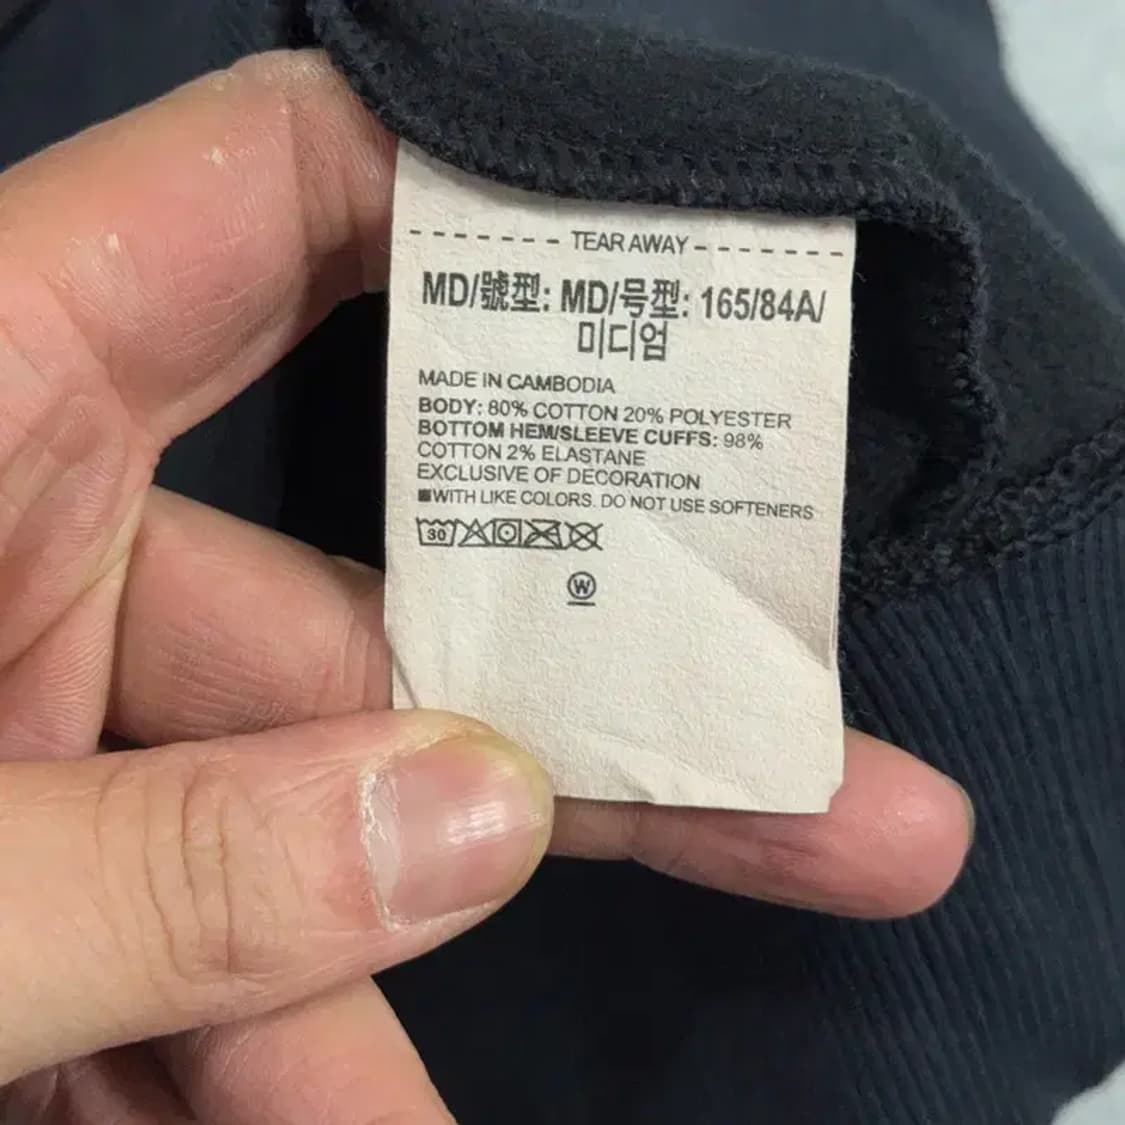 ------ TEAR AWAY ------
MD/號型: MD/号型: 165/84A/
미디엄
MADE IN CAMBODIA
BODY: 80% COTTON 20% POLYESTER
BOTTOM HEM/SLEEVE CUFFS: 98%
COTTON 2% ELASTANE
EXCLUSIVE OF DECORATION
■WITH LIKE COLORS. DO NOT USE SOFTENERS
30
W